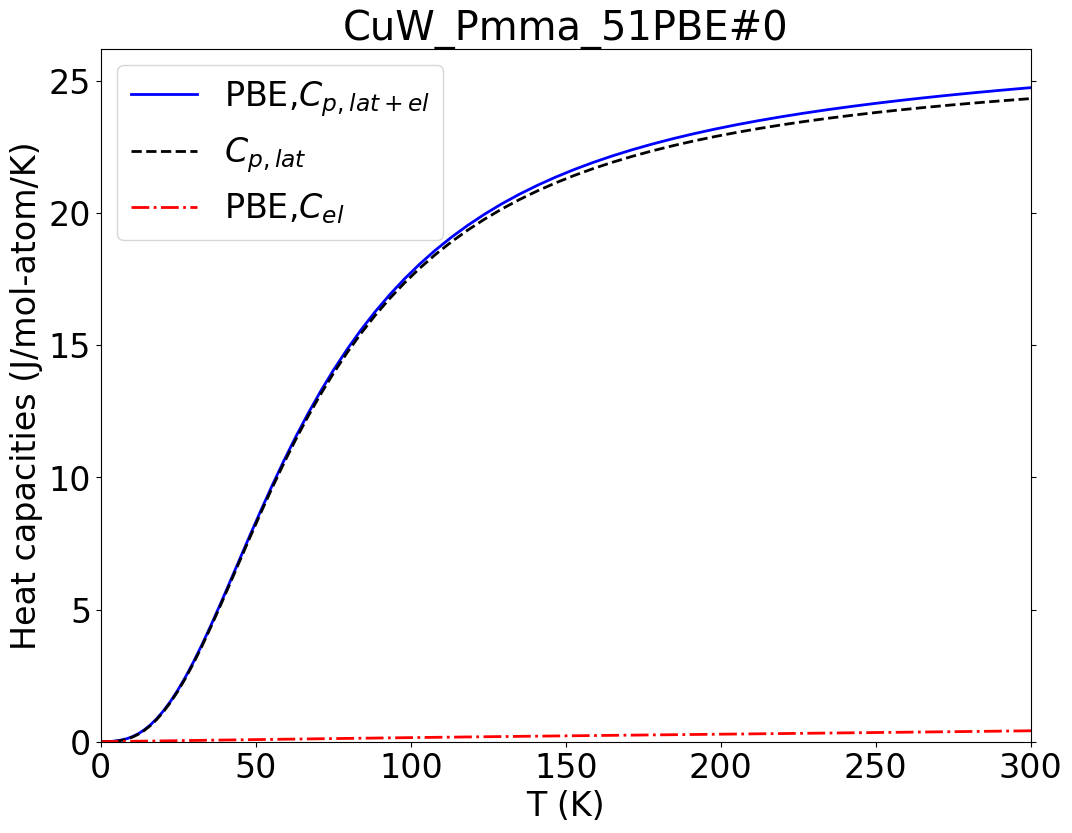 CuW_Pmma_51PBE#0
Heat capacities (J/mol-atom/K)
25
20
15
10
5
0
PBE,C_{p, lat+el}
C_{p, lat}
PBE,C_{el}
0 50 100 150 200 250 300
T (K)